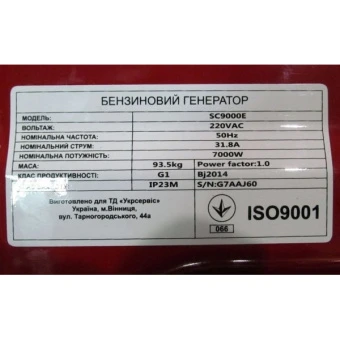 БЕНЗИНОВИЙ ГЕНЕРАТОР
МОДЕЛЬ: SC9000E
ВОЛЬТАЖ: 220VAC
НОМІНАЛЬНА ЧАСТОТА: 50Hz
НОМІНАЛЬНИЙ СТРУМ: 31.8A
НОМІНАЛЬНА ПОТУЖНІСТЬ: 7000W
МАСА: 93.5kg Power factor:1.0
КЛАС ПРОДУКТИВНОСТІ: G1 Bj2014
КЛАС ІЗОЛЯЦІЇ: IP23M S/N:G7AAJ60
Виготовлено для ТД «Укрсервіс»
Україна, м.Вінниця,
вул. Тарногородського, 44а
066
ISO9001